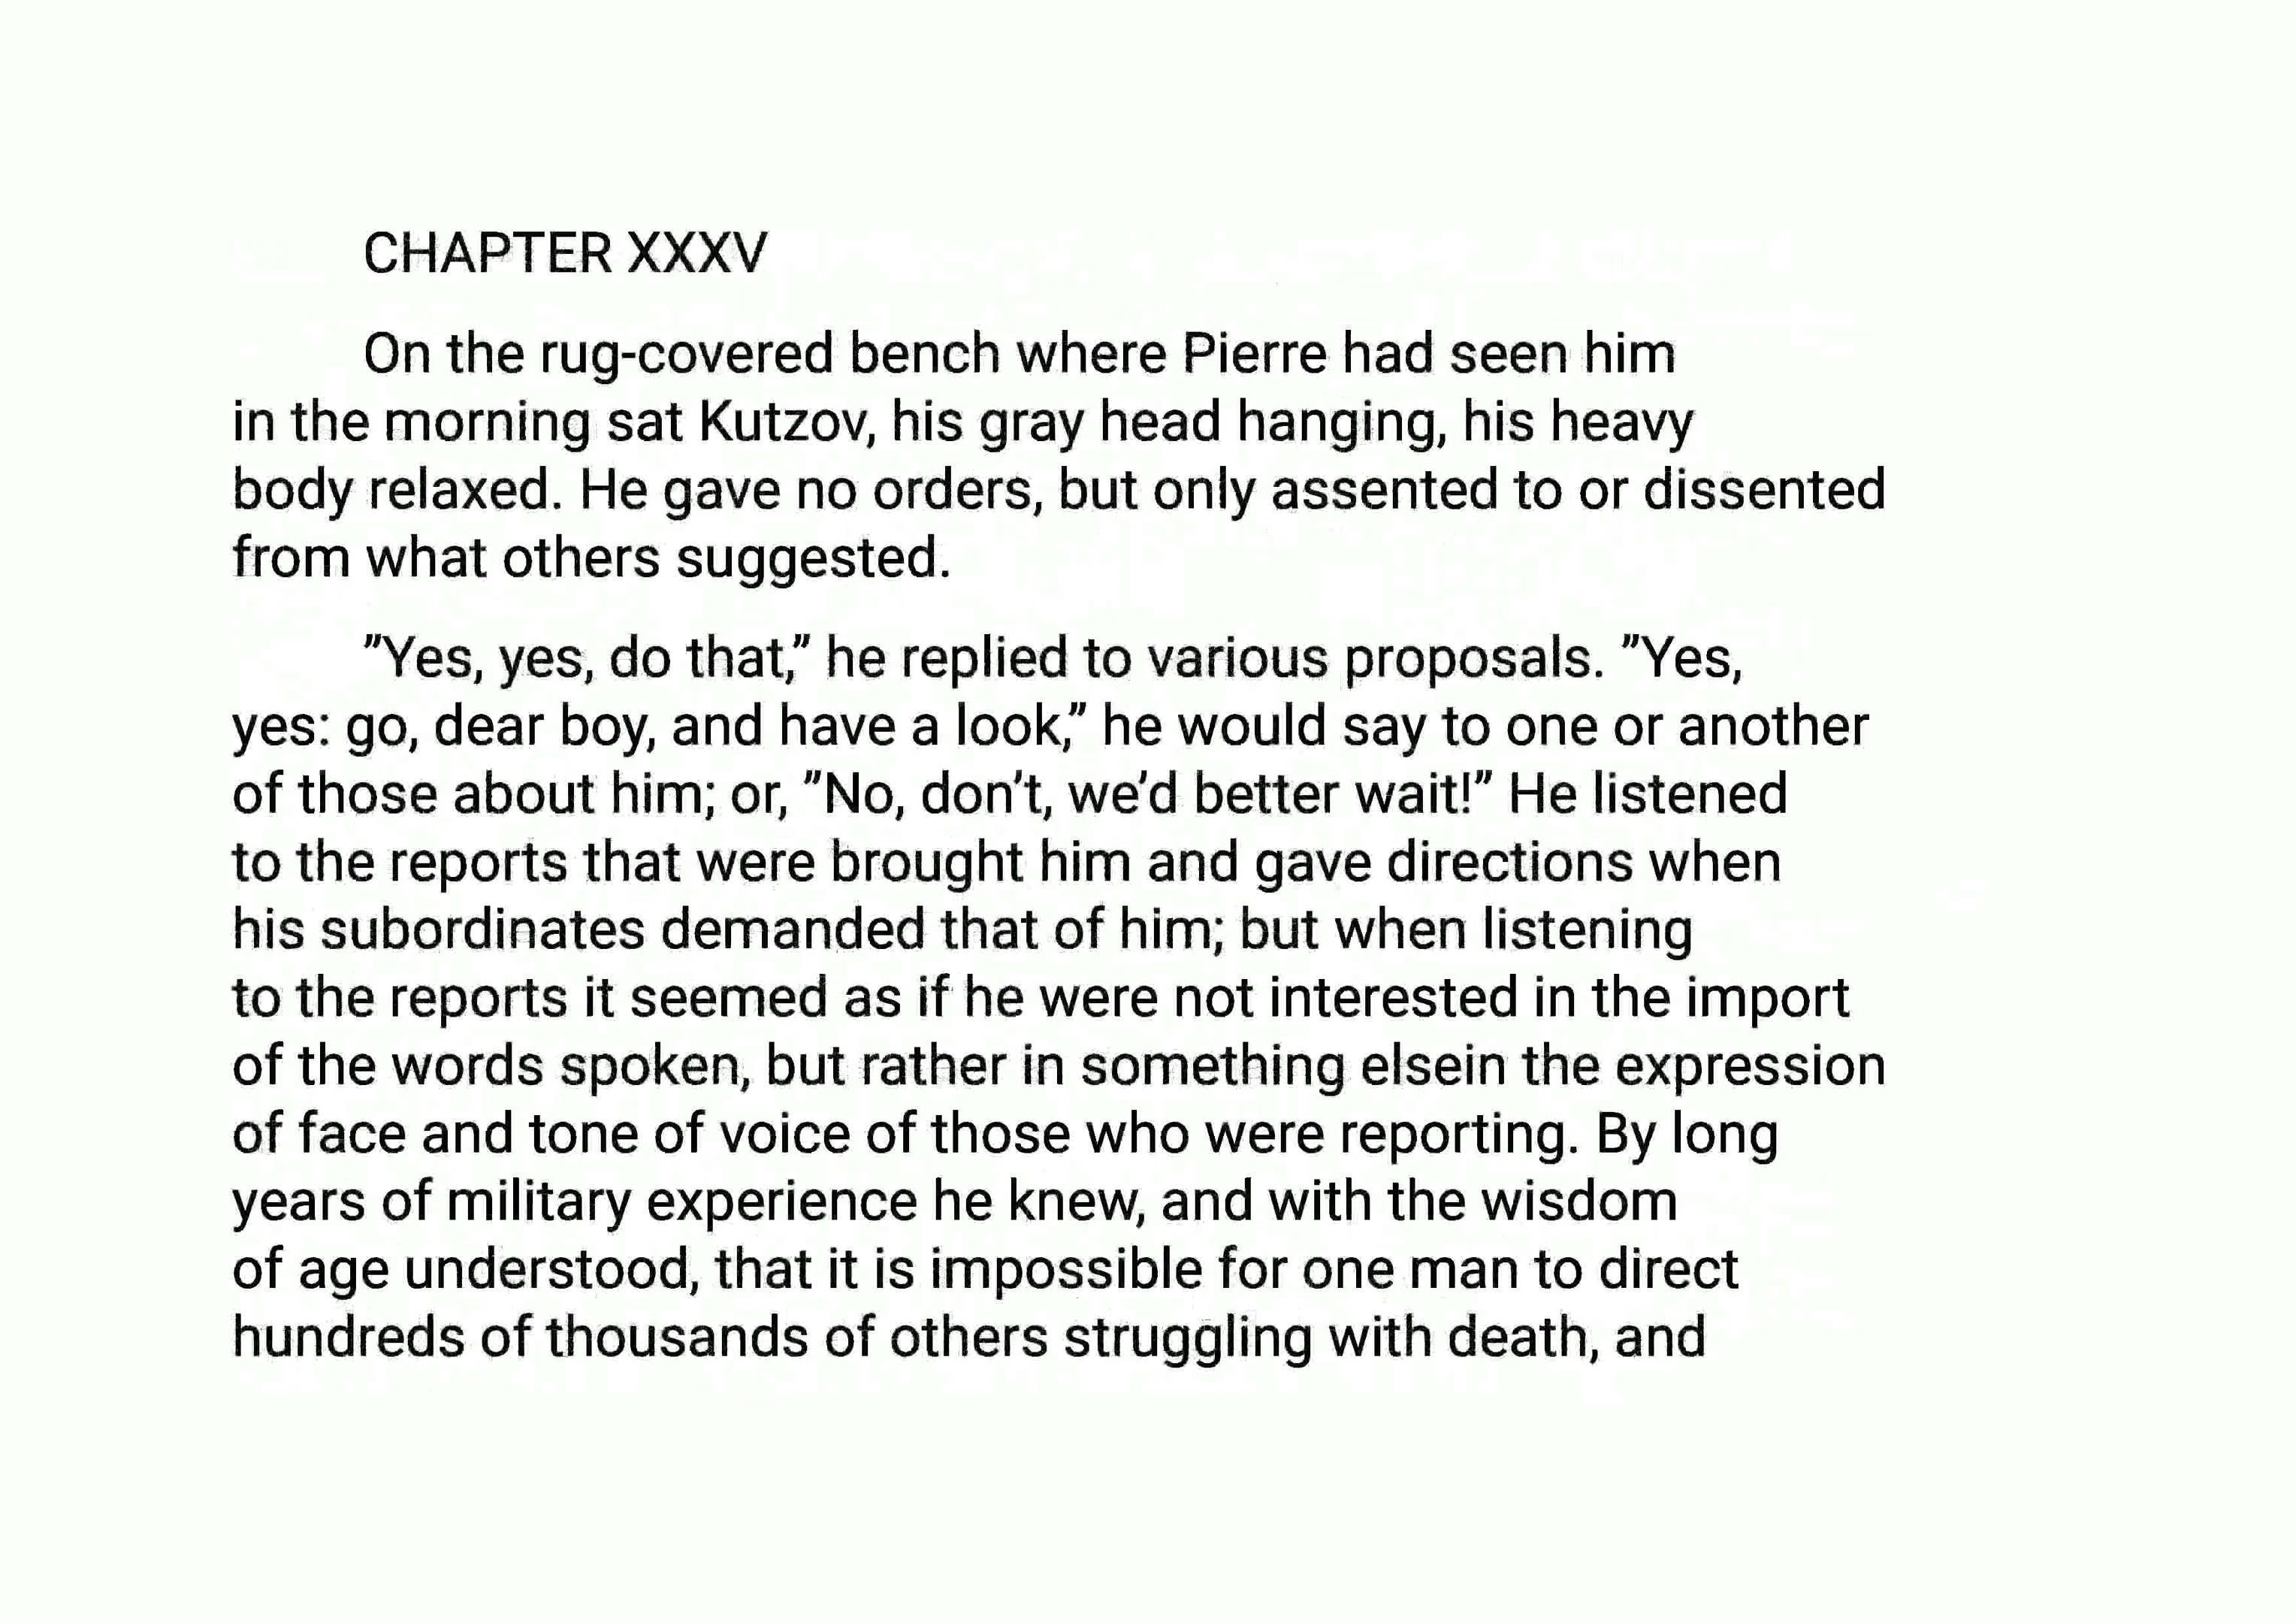 CHAPTER XXXV
On the rug-covered bench where Pierre had seen him
in the morning sat Kutzov, his gray head hanging, his heavy
body relaxed. He gave no orders, but only assented to or dissented
from what others suggested.
”Yes, yes, do that,” he replied to various proposals. ”Yes,
yes: go, dear boy, and have a look,” he would say to one or another
of those about him; or, ”No, don’t, we’d better wait!” He listened
to the reports that were brought him and gave directions when
his subordinates demanded that of him; but when listening
to the reports it seemed as if he were not interested in the import
of the words spoken, but rather in something elsein the expression
of face and tone of voice of those who were reporting. By long
years of military experience he knew, and with the wisdom
of age understood, that it is impossible for one man to direct
hundreds of thousands of others struggling with death, and